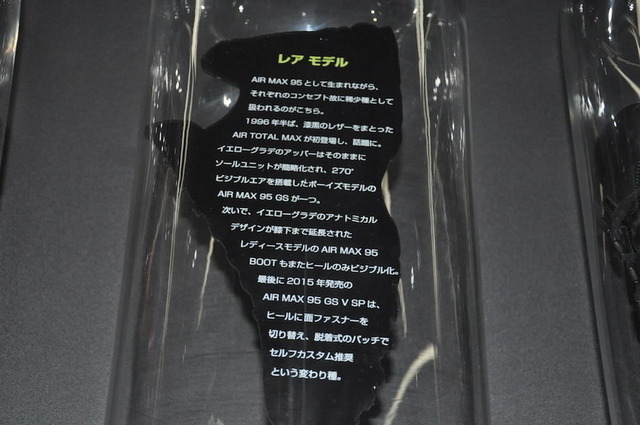 レア モデル
AIR MAX 95 として生まれながら、
それぞれのコンセプト故に稀少種として
扱われるのがこちら。
1996年半ば、漆黒のレザーをまとった
AIR TOTAL MAX が初登場し、話題に。
イエローグラデのアッパーはそのままに
ソールユニットが簡略化され、270°
ビジブルエアを搭載したボーイズモデルの
AIR MAX 95 GS が一つ。
次いで、イエローグラデのアナトミカル
デザインが膝下まで延長された
レディースモデルの AIR MAX 95
BOOT もまたヒールのみビジブル化。
最後に 2015年発売の
AIR MAX 95 GS V SP は、
ヒールに面ファスナーを
切り替え、脱着式のパッチで
セルフカスタム推奨
という変わり種。